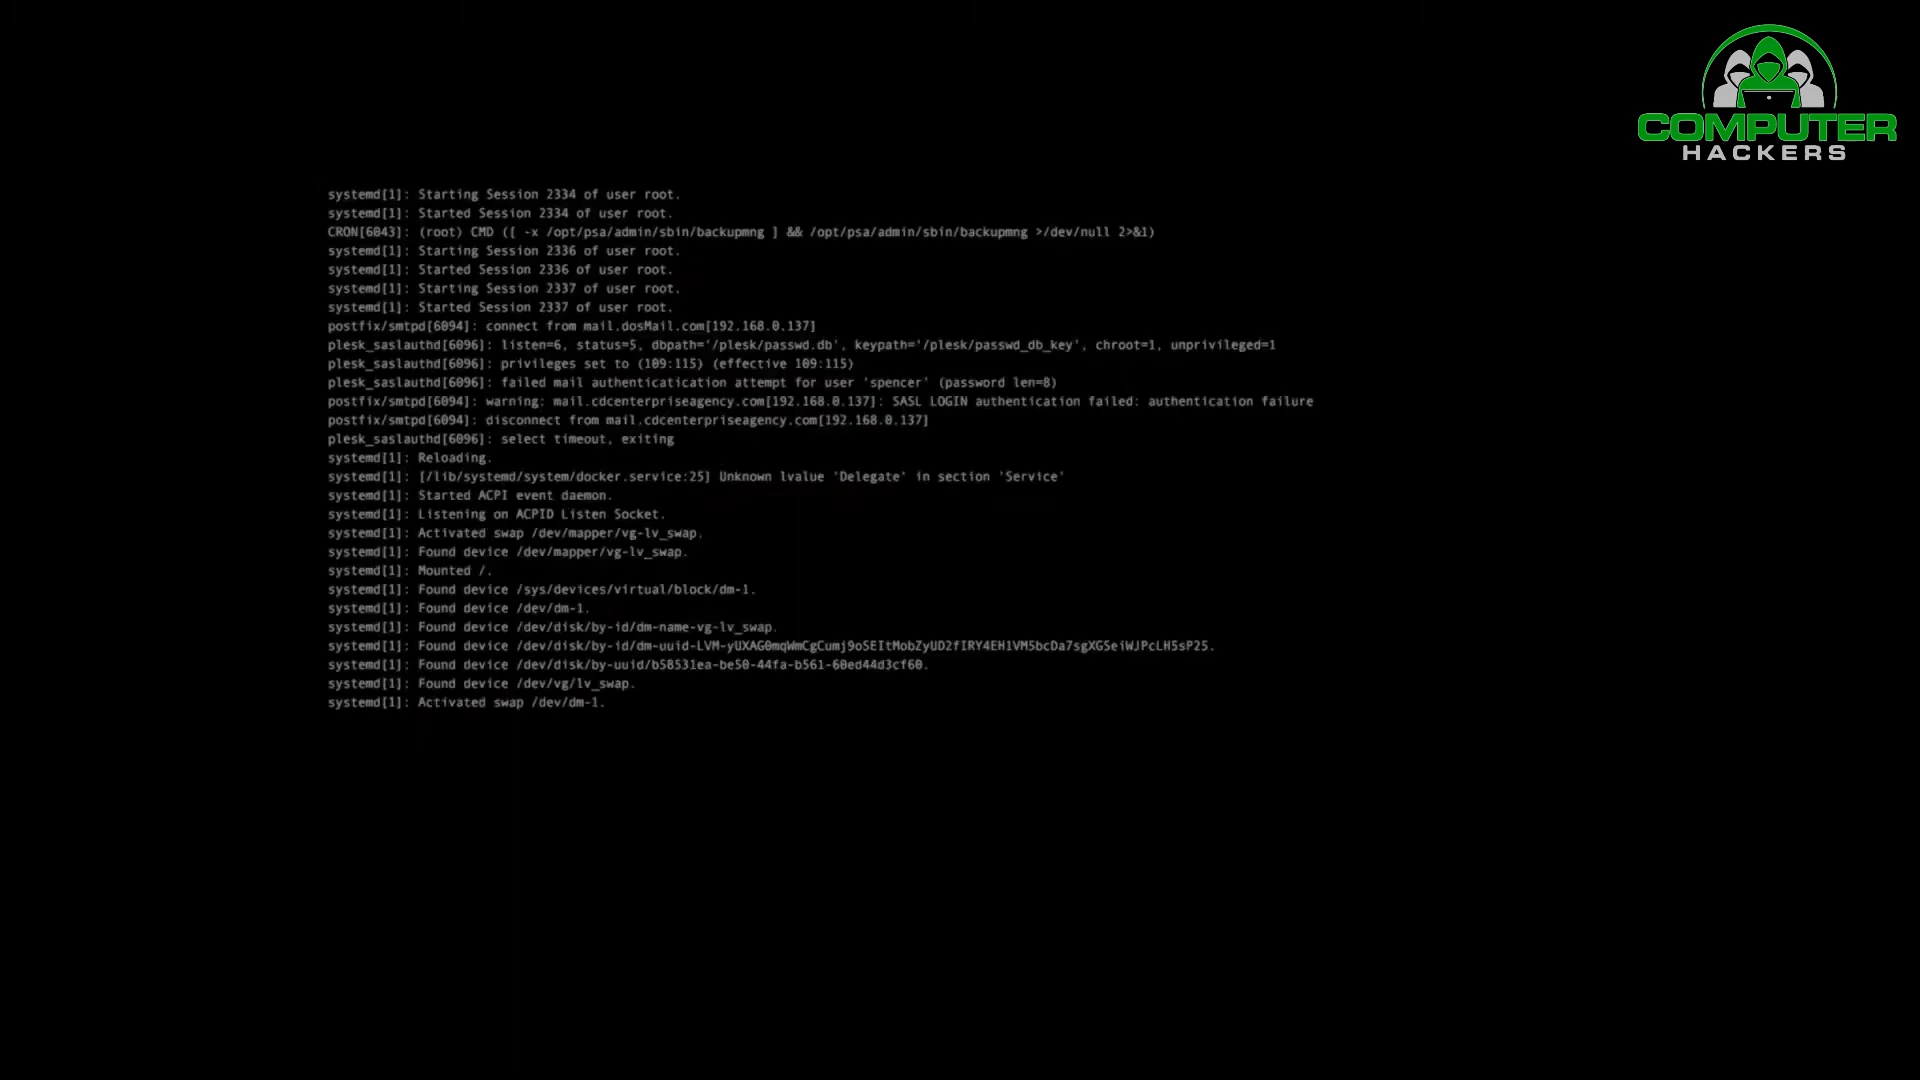 COMPUTER
HACKERS
systemd[1]: Starting Session 2334 of user root.
systemd[1]: Started Session 2334 of user root.
CRON[6043]: (root) CMD ([ -x /opt/psa/admin/sbin/backupmng ] && /opt/psa/admin/sbin/backupmng >/dev/null 2>&1)
systemd[1]: Starting Session 2336 of user root.
systemd[1]: Started Session 2336 of user root.
systemd[1]: Starting Session 2337 of user root.
systemd[1]: Started Session 2337 of user root.
postfix/smtpd[6094]: connect from mail.dosMail.com[192.168.0.137]
plesk_saslauthd[6096]: listen=6, status=5, dbpath='/plesk/passwd.db', keypath='/plesk/passwd_db_key', chroot=1, unprivileged=1
plesk_saslauthd[6096]: privileges set to (109:115) (effective 109:115)
plesk_saslauthd[6096]: failed mail authenticatication attempt for user 'spencer' (password len=8)
postfix/smtpd[6094]: warning: mail.cdcenterpriseagency.com[192.168.0.137]: SASL LOGIN authentication failed: authentication failure
postfix/smtpd[6094]: disconnect from mail.cdcenterpriseagency.com[192.168.0.137]
plesk_saslauthd[6096]: select timeout, exiting
systemd[1]: Reloading.
systemd[1]: [/lib/systemd/system/docker.service:25] Unknown lvalue 'Delegate' in section 'Service'
systemd[1]: Started ACPI event daemon.
systemd[1]: Listening on ACPID Listen Socket.
systemd[1]: Activated swap /dev/mapper/vg-lv_swap.
systemd[1]: Found device /dev/mapper/vg-lv_swap.
systemd[1]: Mounted /.
systemd[1]: Found device /sys/devices/virtual/block/dm-1.
systemd[1]: Found device /dev/dm-1.
systemd[1]: Found device /dev/disk/by-id/dm-name-vg-lv_swap.
systemd[1]: Found device /dev/disk/by-id/dm-uuid-LVM-yUXAG0mqWmCgCumj9oSEItMobZyUD2fIRY4EH1VM5bcDa7sgXGSeiWJPcLH5sP25.
systemd[1]: Found device /dev/disk/by-uuid/b58531ea-be50-44fa-b561-60ed44d3cf60.
systemd[1]: Found device /dev/vg/lv_swap.
systemd[1]: Activated swap /dev/dm-1.